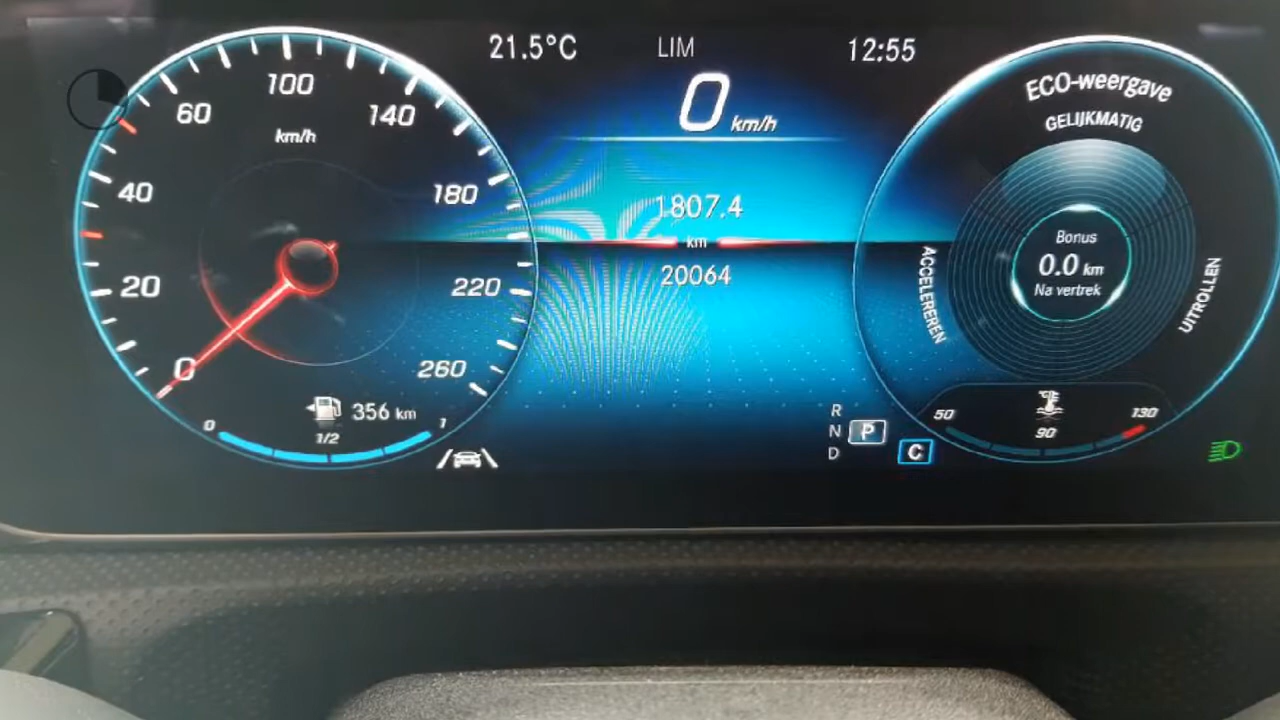 21.5°C
LIM
12:55
0 km/h
1807.4
km
20064
100
60
140
km/h
40
180
20
220
0
260
356 km
0
1/2
1
R
N
D
P
C
ECO-weergave
GELIJKMATIG
ACCELEREREN
UITROLLEN
Bonus
0.0 km
Na vertrek
50
90
130